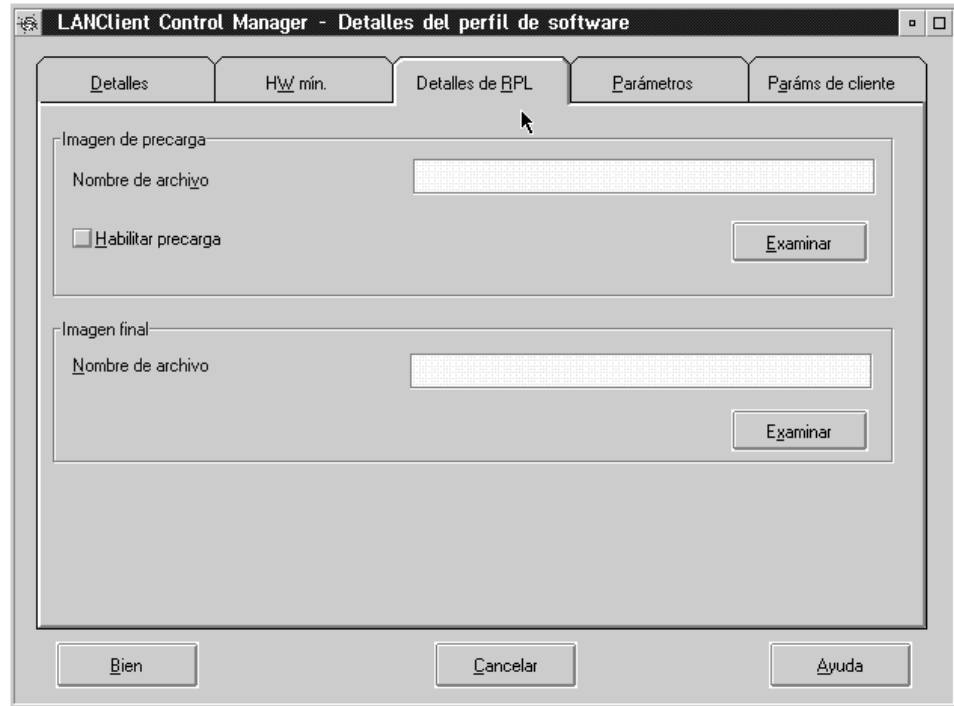 LANClient Control Manager - Detalles del perfil de software
Detalles
HW mín.
Detalles de RPL
Parámetros
Paráms de cliente
Imagen de precarga
Nombre de archivo
Habilitar precarga
Examinar
Imagen final
Nombre de archivo
Examinar
Bien
Cancelar
Ayuda